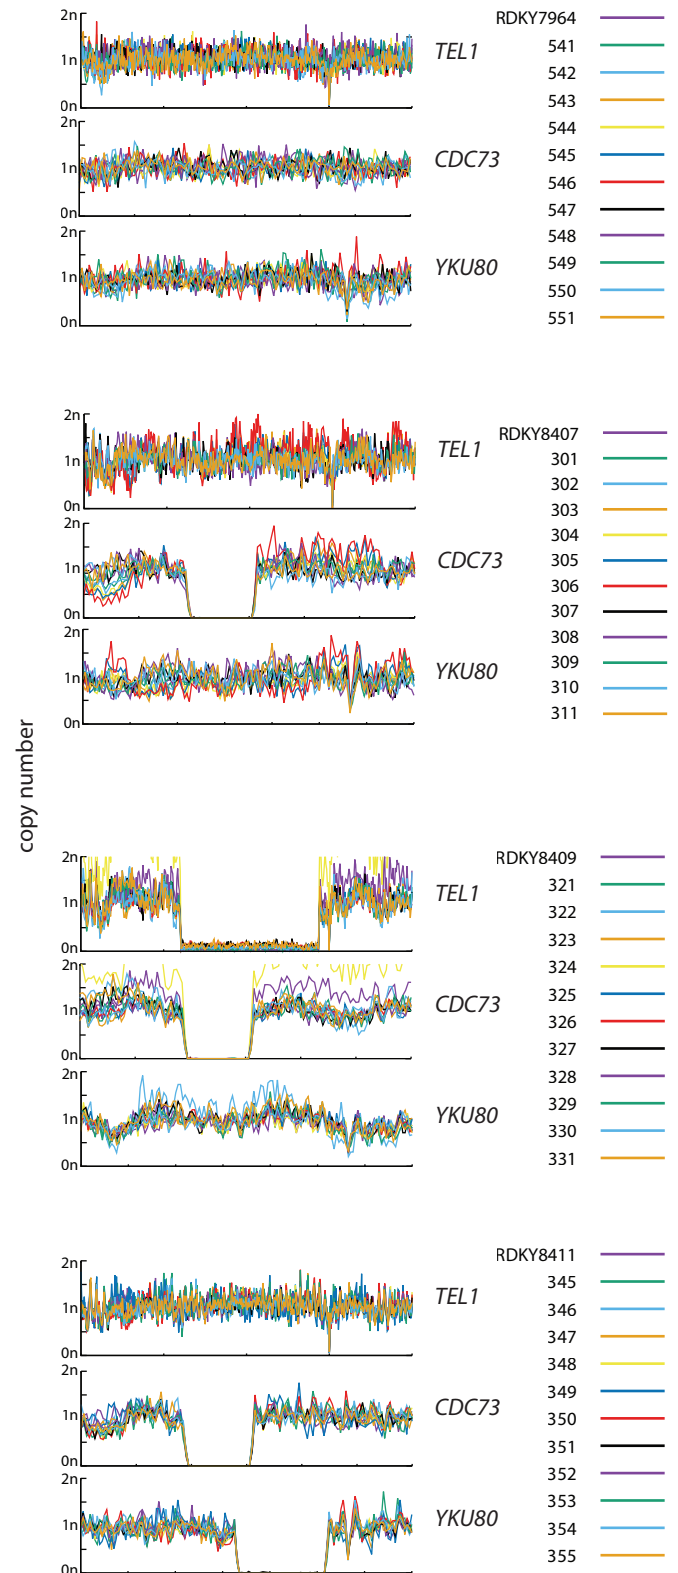 copy number
2n
1n
0n
TEL1
2n
1n
0n
CDC73
2n
1n
0n
YKU80
RDKY7964
541
542
543
544
545
546
547
548
549
550
551
2n
1n
0n
TEL1
2n
1n
0n
CDC73
2n
1n
0n
YKU80
RDKY8407
301
302
303
304
305
306
307
308
309
310
311
2n
1n
0n
TEL1
2n
1n
0n
CDC73
2n
1n
0n
YKU80
RDKY8409
321
322
323
324
325
326
327
328
329
330
331
2n
1n
0n
TEL1
2n
1n
0n
CDC73
2n
1n
0n
YKU80
RDKY8411
345
346
347
348
349
350
351
352
353
354
355